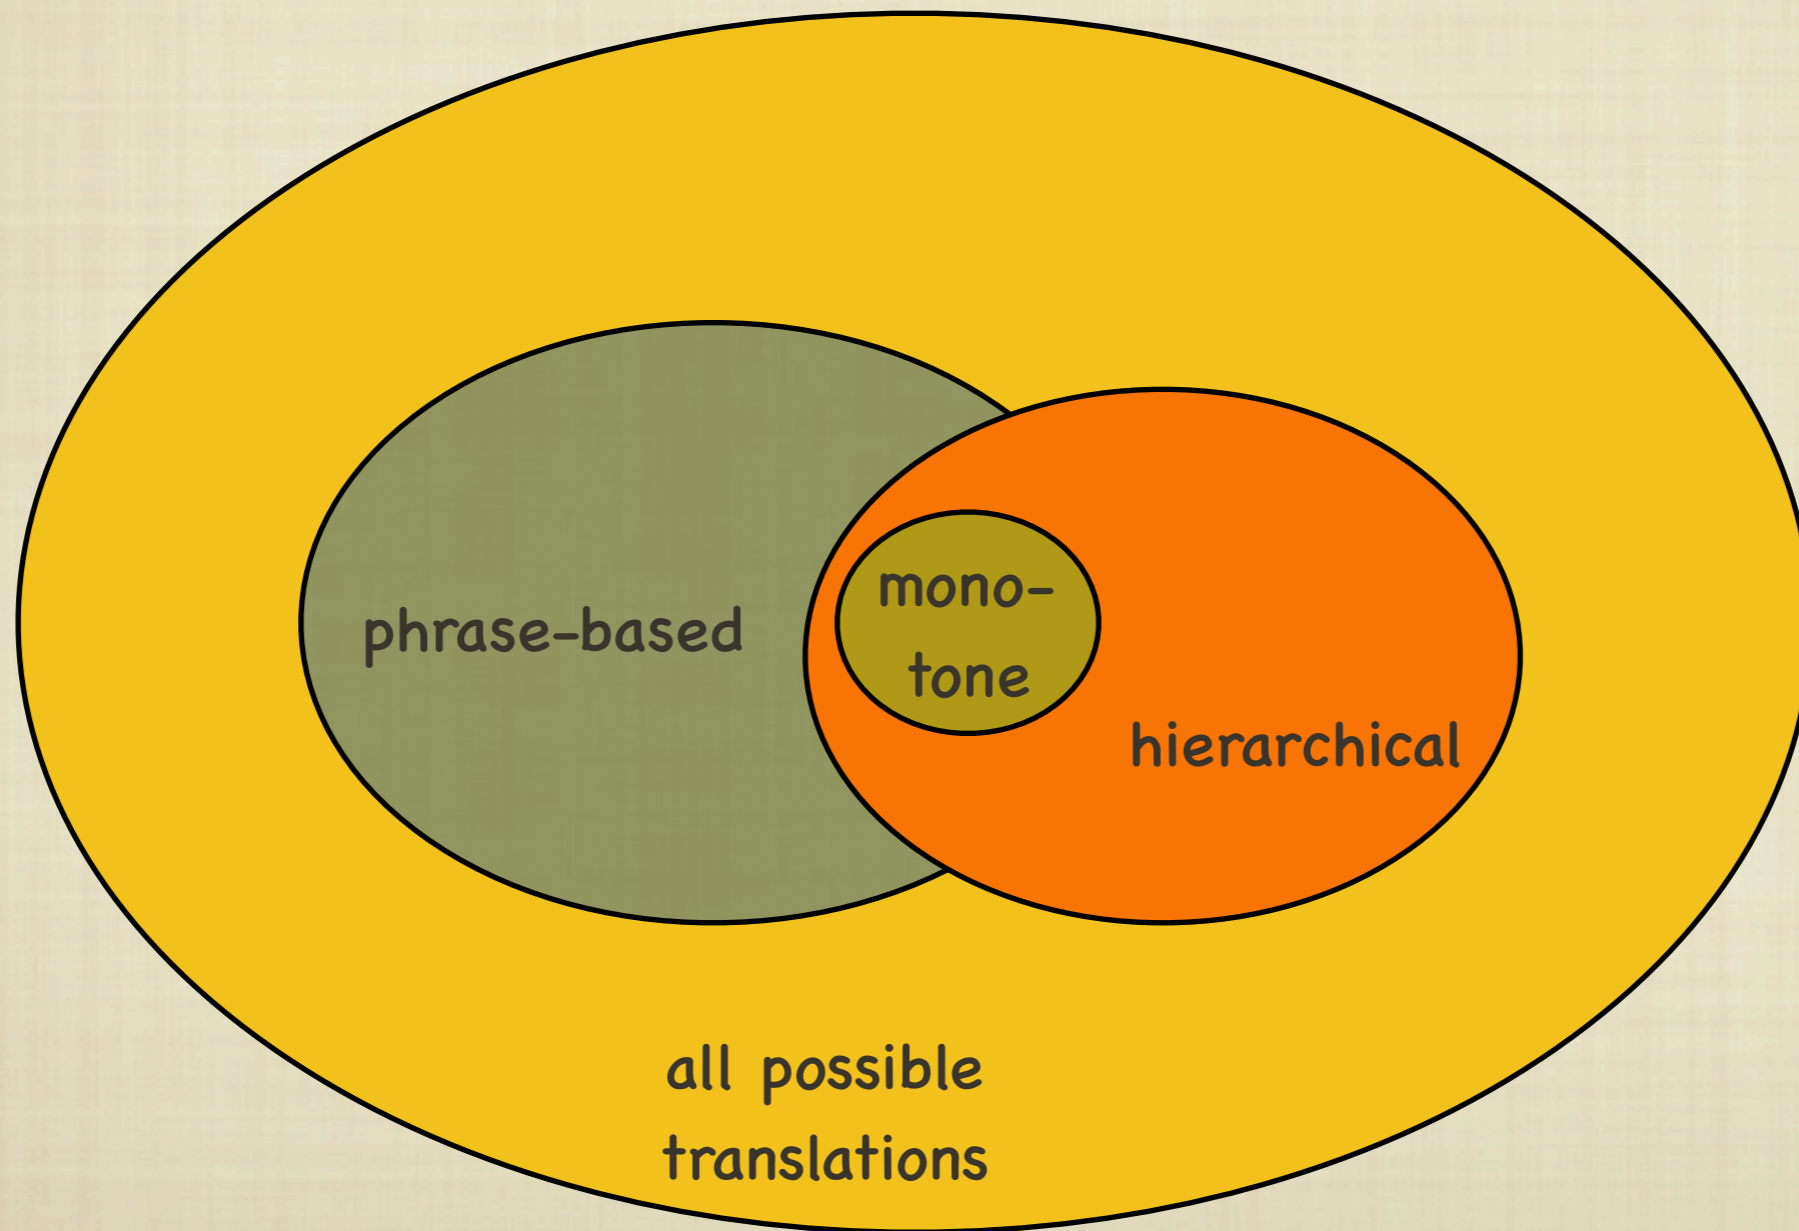 mono-
tone
phrase-based
hierarchical
all possible
translations